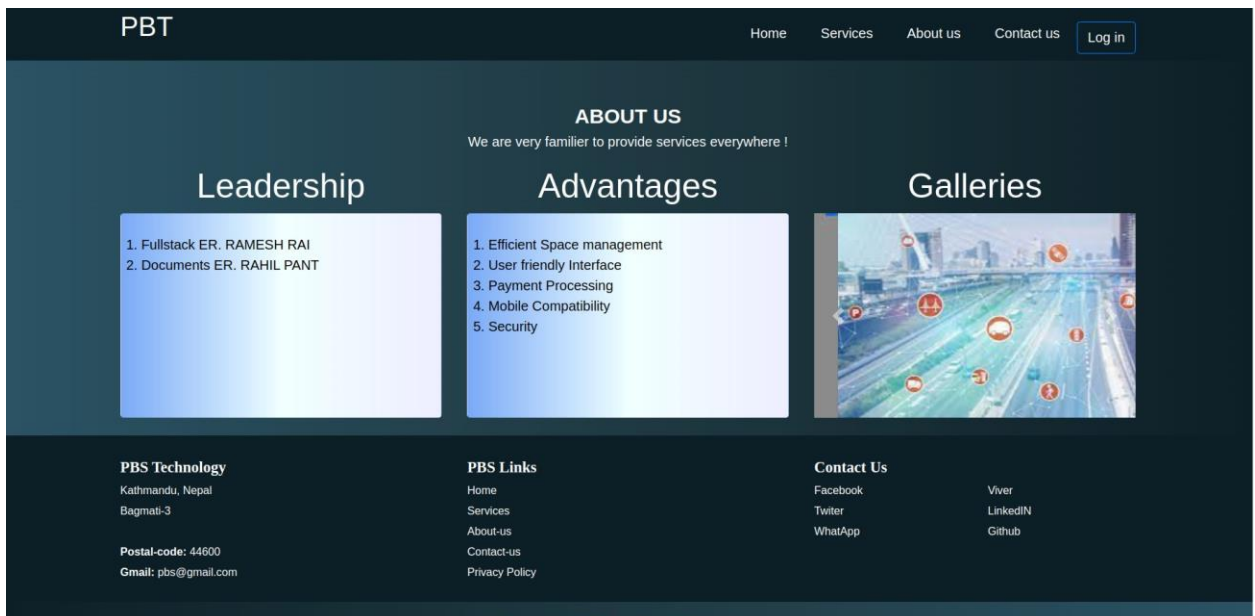 PBT
Home Services About us Contact us Log in
ABOUT US
We are very familier to provide services everywhere !
Leadership
1. Fullstack ER. RAMESH RAI
2. Documents ER. RAHIL PANT
Advantages
1. Efficient Space management
2. User friendly Interface
3. Payment Processing
4. Mobile Compatibility
5. Security
Galleries
P
PBS Technology
Kathmandu, Nepal
Bagmati-3
Postal-code: 44600
Gmail: pbs@gmail.com
PBS Links
Home
Services
About-us
Contact-us
Privacy Policy
Contact Us
Facebook Viver
Twiter LinkedIN
WhatApp Github